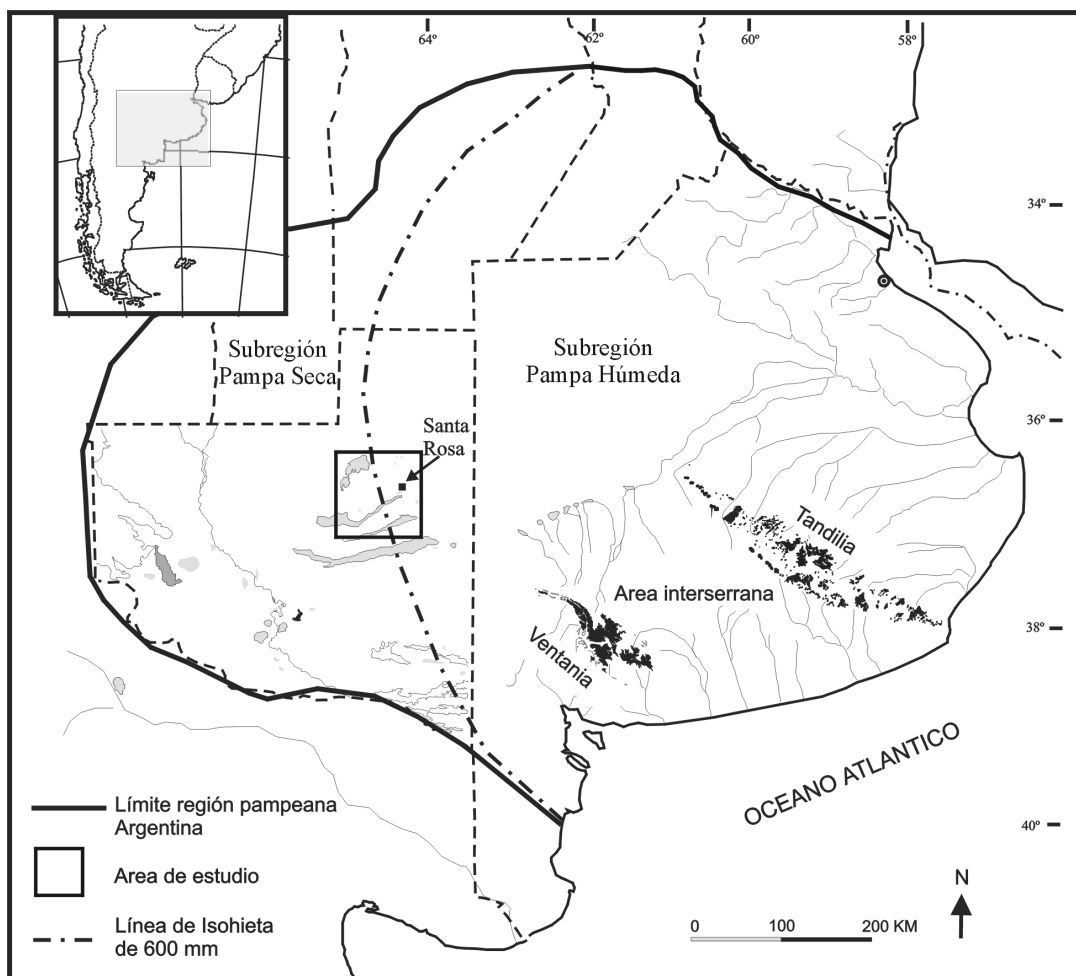 64º
62º
60º
58º
34º
Subregión
Pampa Seca
Subregión
Pampa Húmeda
36º
Santa
Rosa
Tandilia
Area interserrana
38º
Ventania
OCEANO ATLANTICO
40º
Límite región pampeana
Argentina
Area de estudio
Línea de Isohieta
de 600 mm
0 100 200 KM
N